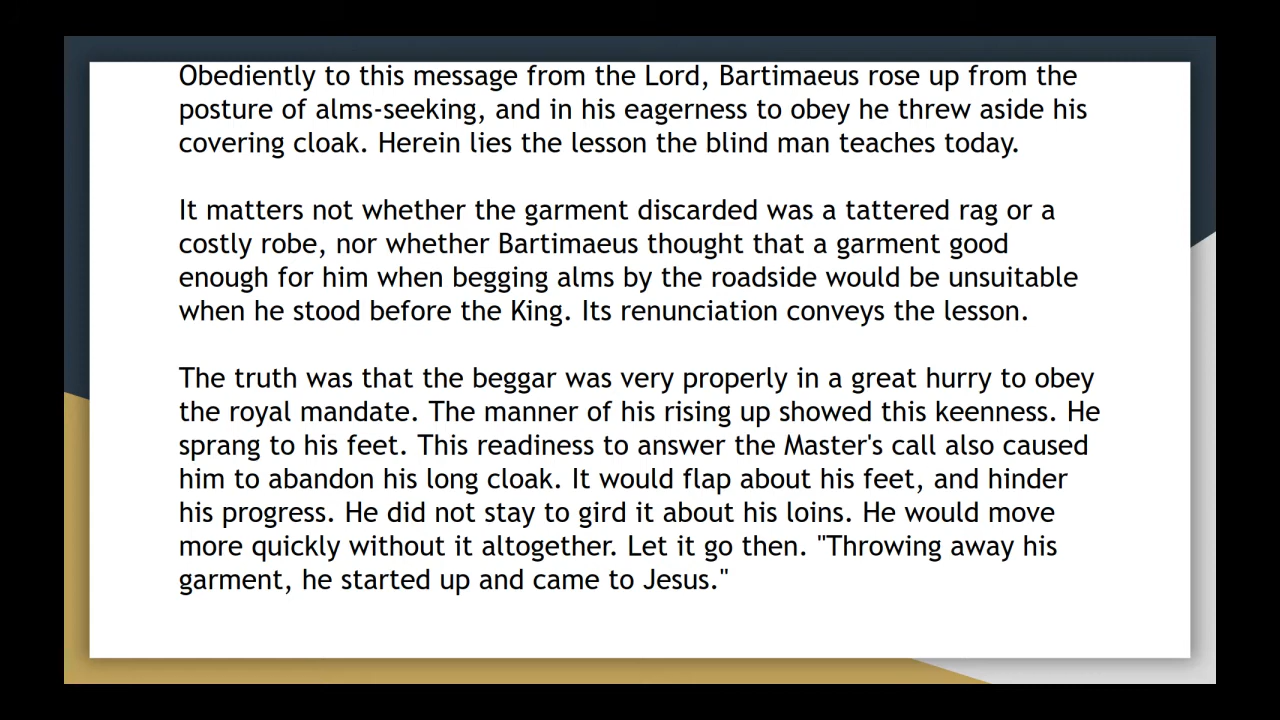 Obediently to this message from the Lord, Bartimaeus rose up from the
posture of alms-seeking, and in his eagerness to obey he threw aside his
covering cloak. Herein lies the lesson the blind man teaches today.
It matters not whether the garment discarded was a tattered rag or a
costly robe, nor whether Bartimaeus thought that a garment good
enough for him when begging alms by the roadside would be unsuitable
when he stood before the King. Its renunciation conveys the lesson.
The truth was that the beggar was very properly in a great hurry to obey
the royal mandate. The manner of his rising up showed this keenness. He
sprang to his feet. This readiness to answer the Master's call also caused
him to abandon his long cloak. It would flap about his feet, and hinder
his progress. He did not stay to gird it about his loins. He would move
more quickly without it altogether. Let it go then. "Throwing away his
garment, he started up and came to Jesus."